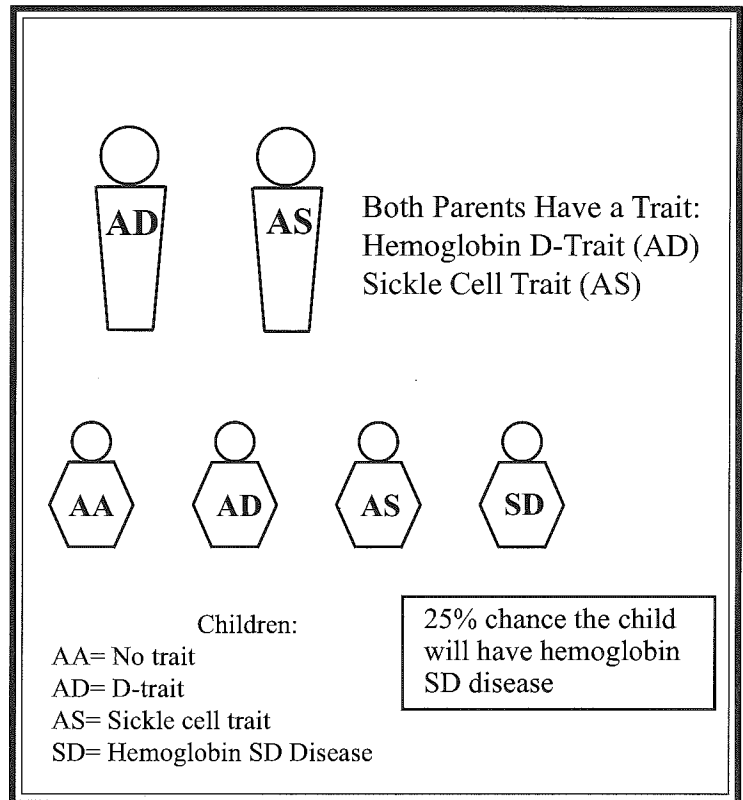 AD
AS
Both Parents Have a Trait:
Hemoglobin D-Trait (AD)
Sickle Cell Trait (AS)
AA
AD
AS
SD
Children:
AA= No trait
AD= D-trait
AS= Sickle cell trait
SD= Hemoglobin SD Disease
25% chance the child
will have hemoglobin
SD disease